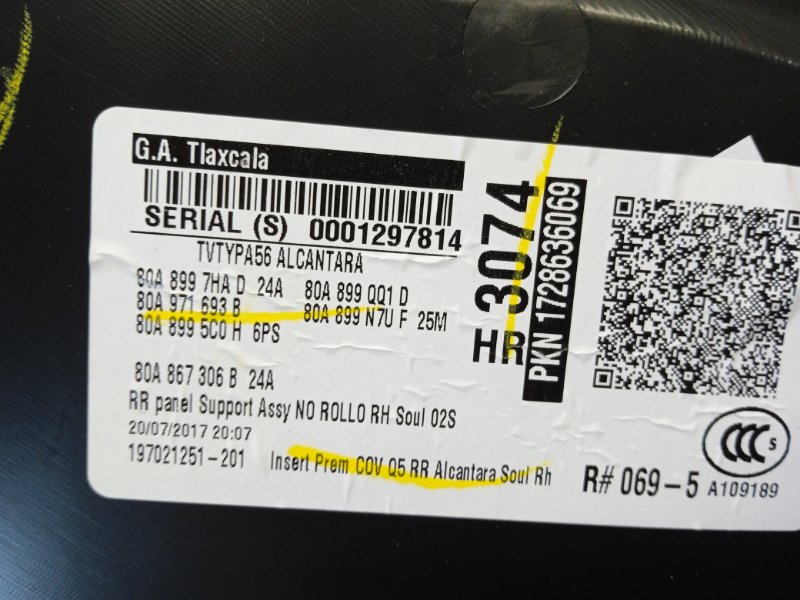 G.A. Tlaxcala
SERIAL (S) 0001297814
TVTYPA56 ALCANTARA
80A 899 7HA D 24A 80A 899 QQ1 D
80A 971 693 B 80A 899 N7U F 25M
80A 899 5C0 H 6PS
80A 867 306 B 24A
RR panel Support Assy NO ROLLO RH Soul 02S
20/07/2017 20:07
197021251-201 Insert Prem COV Q5 RR Alcantara Soul Rh
HR 3074
PKN 1728636069
CCC S
R# 069-5 A109189